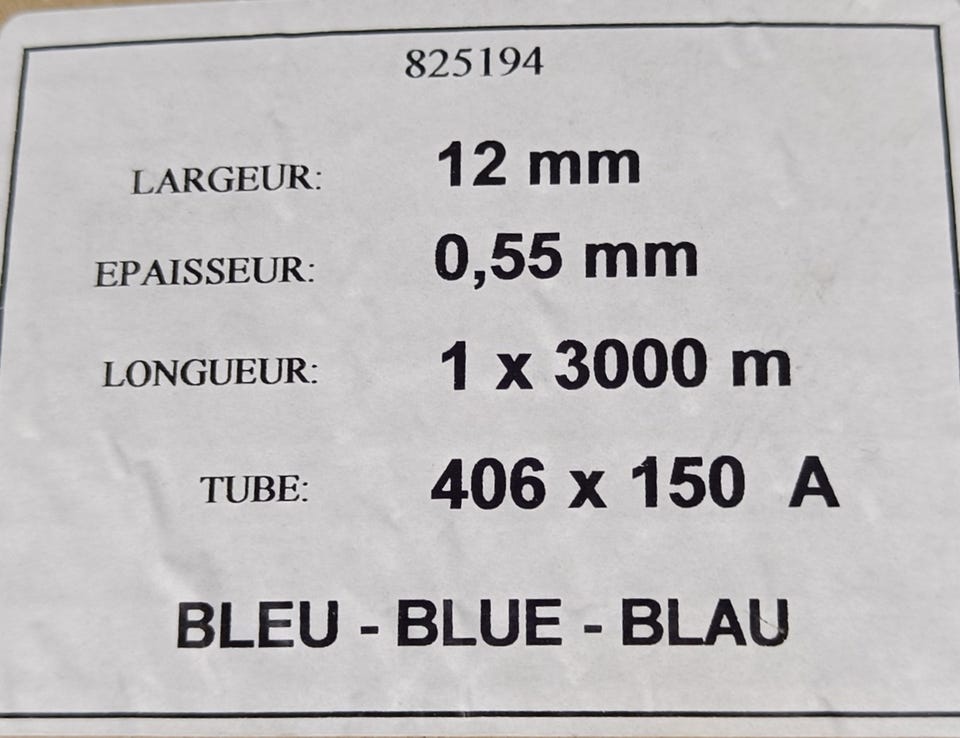 825194
LARGEUR: 12 mm
EPAISSEUR: 0,55 mm
LONGUEUR: 1 x 3000 m
TUBE: 406 x 150 A
BLEU - BLUE - BLAU